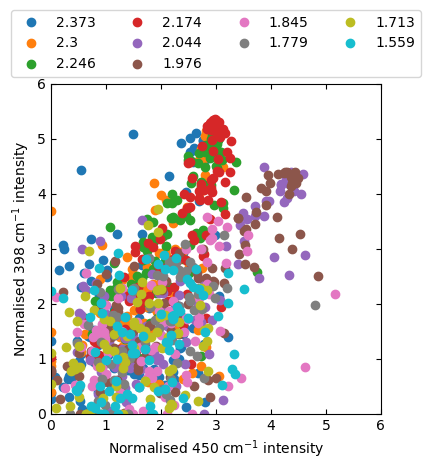 2.373 2.174 1.845 1.713
2.3 2.044 1.779 1.559
2.246 1.976
6
5
4
3
2
1
0
Normalised 398 cm⁻¹ intensity
0 1 2 3 4 5 6
Normalised 450 cm⁻¹ intensity